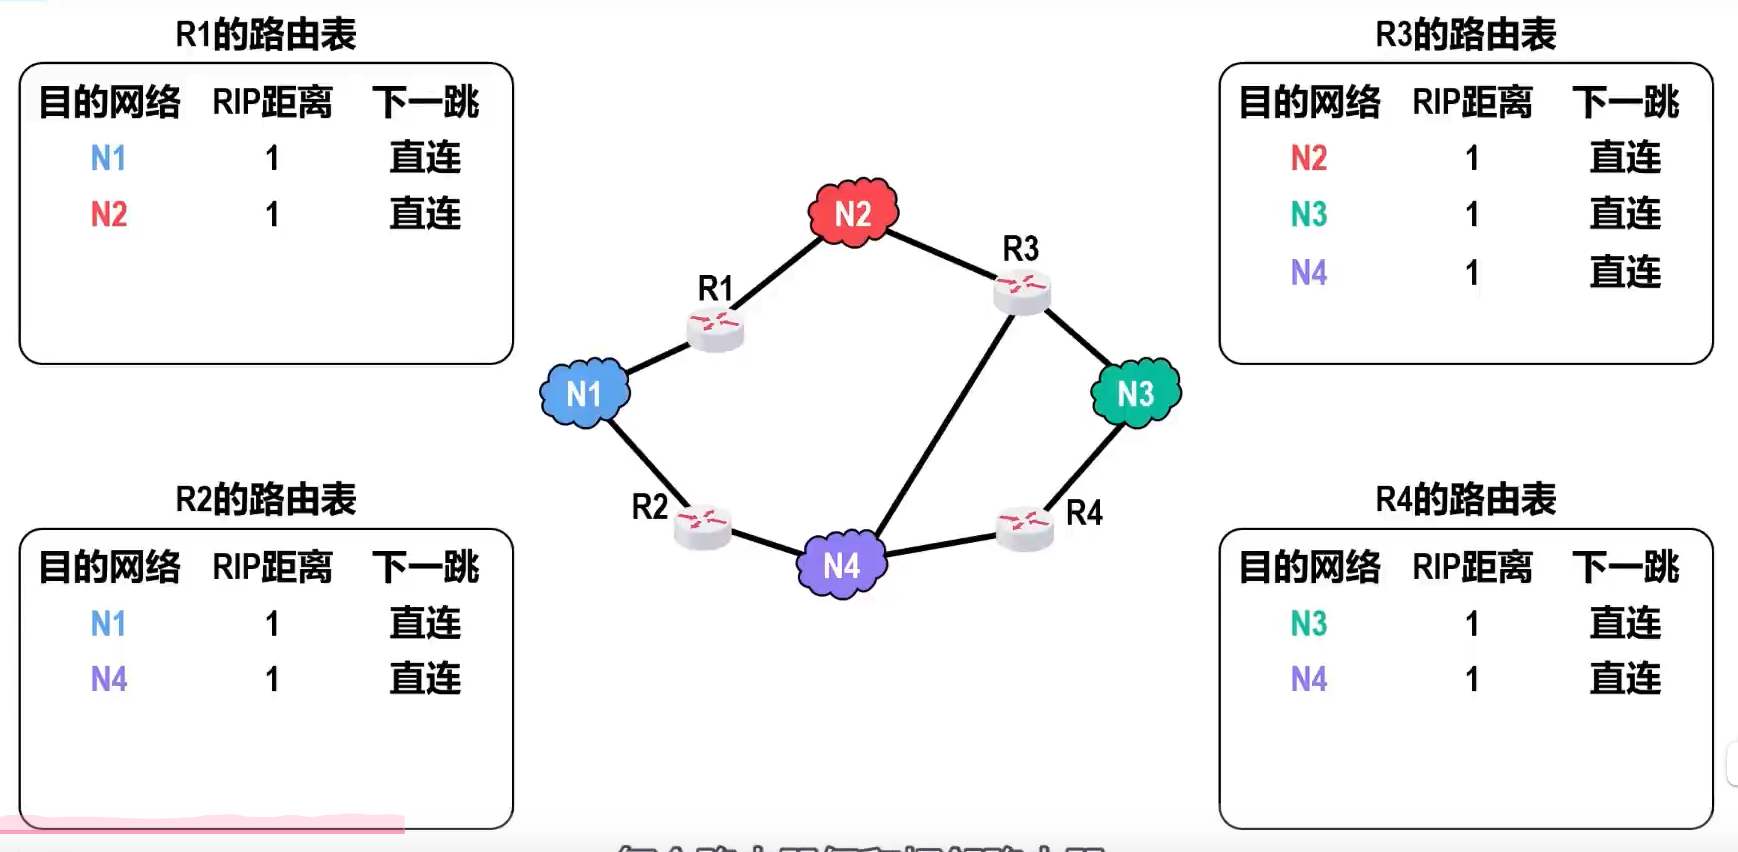 R1的路由表
目的网络 RIP距离 下一跳
N1 1 直连
N2 1 直连
R3的路由表
目的网络 RIP距离 下一跳
N2 1 直连
N3 1 直连
N4 1 直连
N2
R3
R1
N1
N3
R2
R4
N4
R2的路由表
目的网络 RIP距离 下一跳
N1 1 直连
N4 1 直连
R4的路由表
目的网络 RIP距离 下一跳
N3 1 直连
N4 1 直连